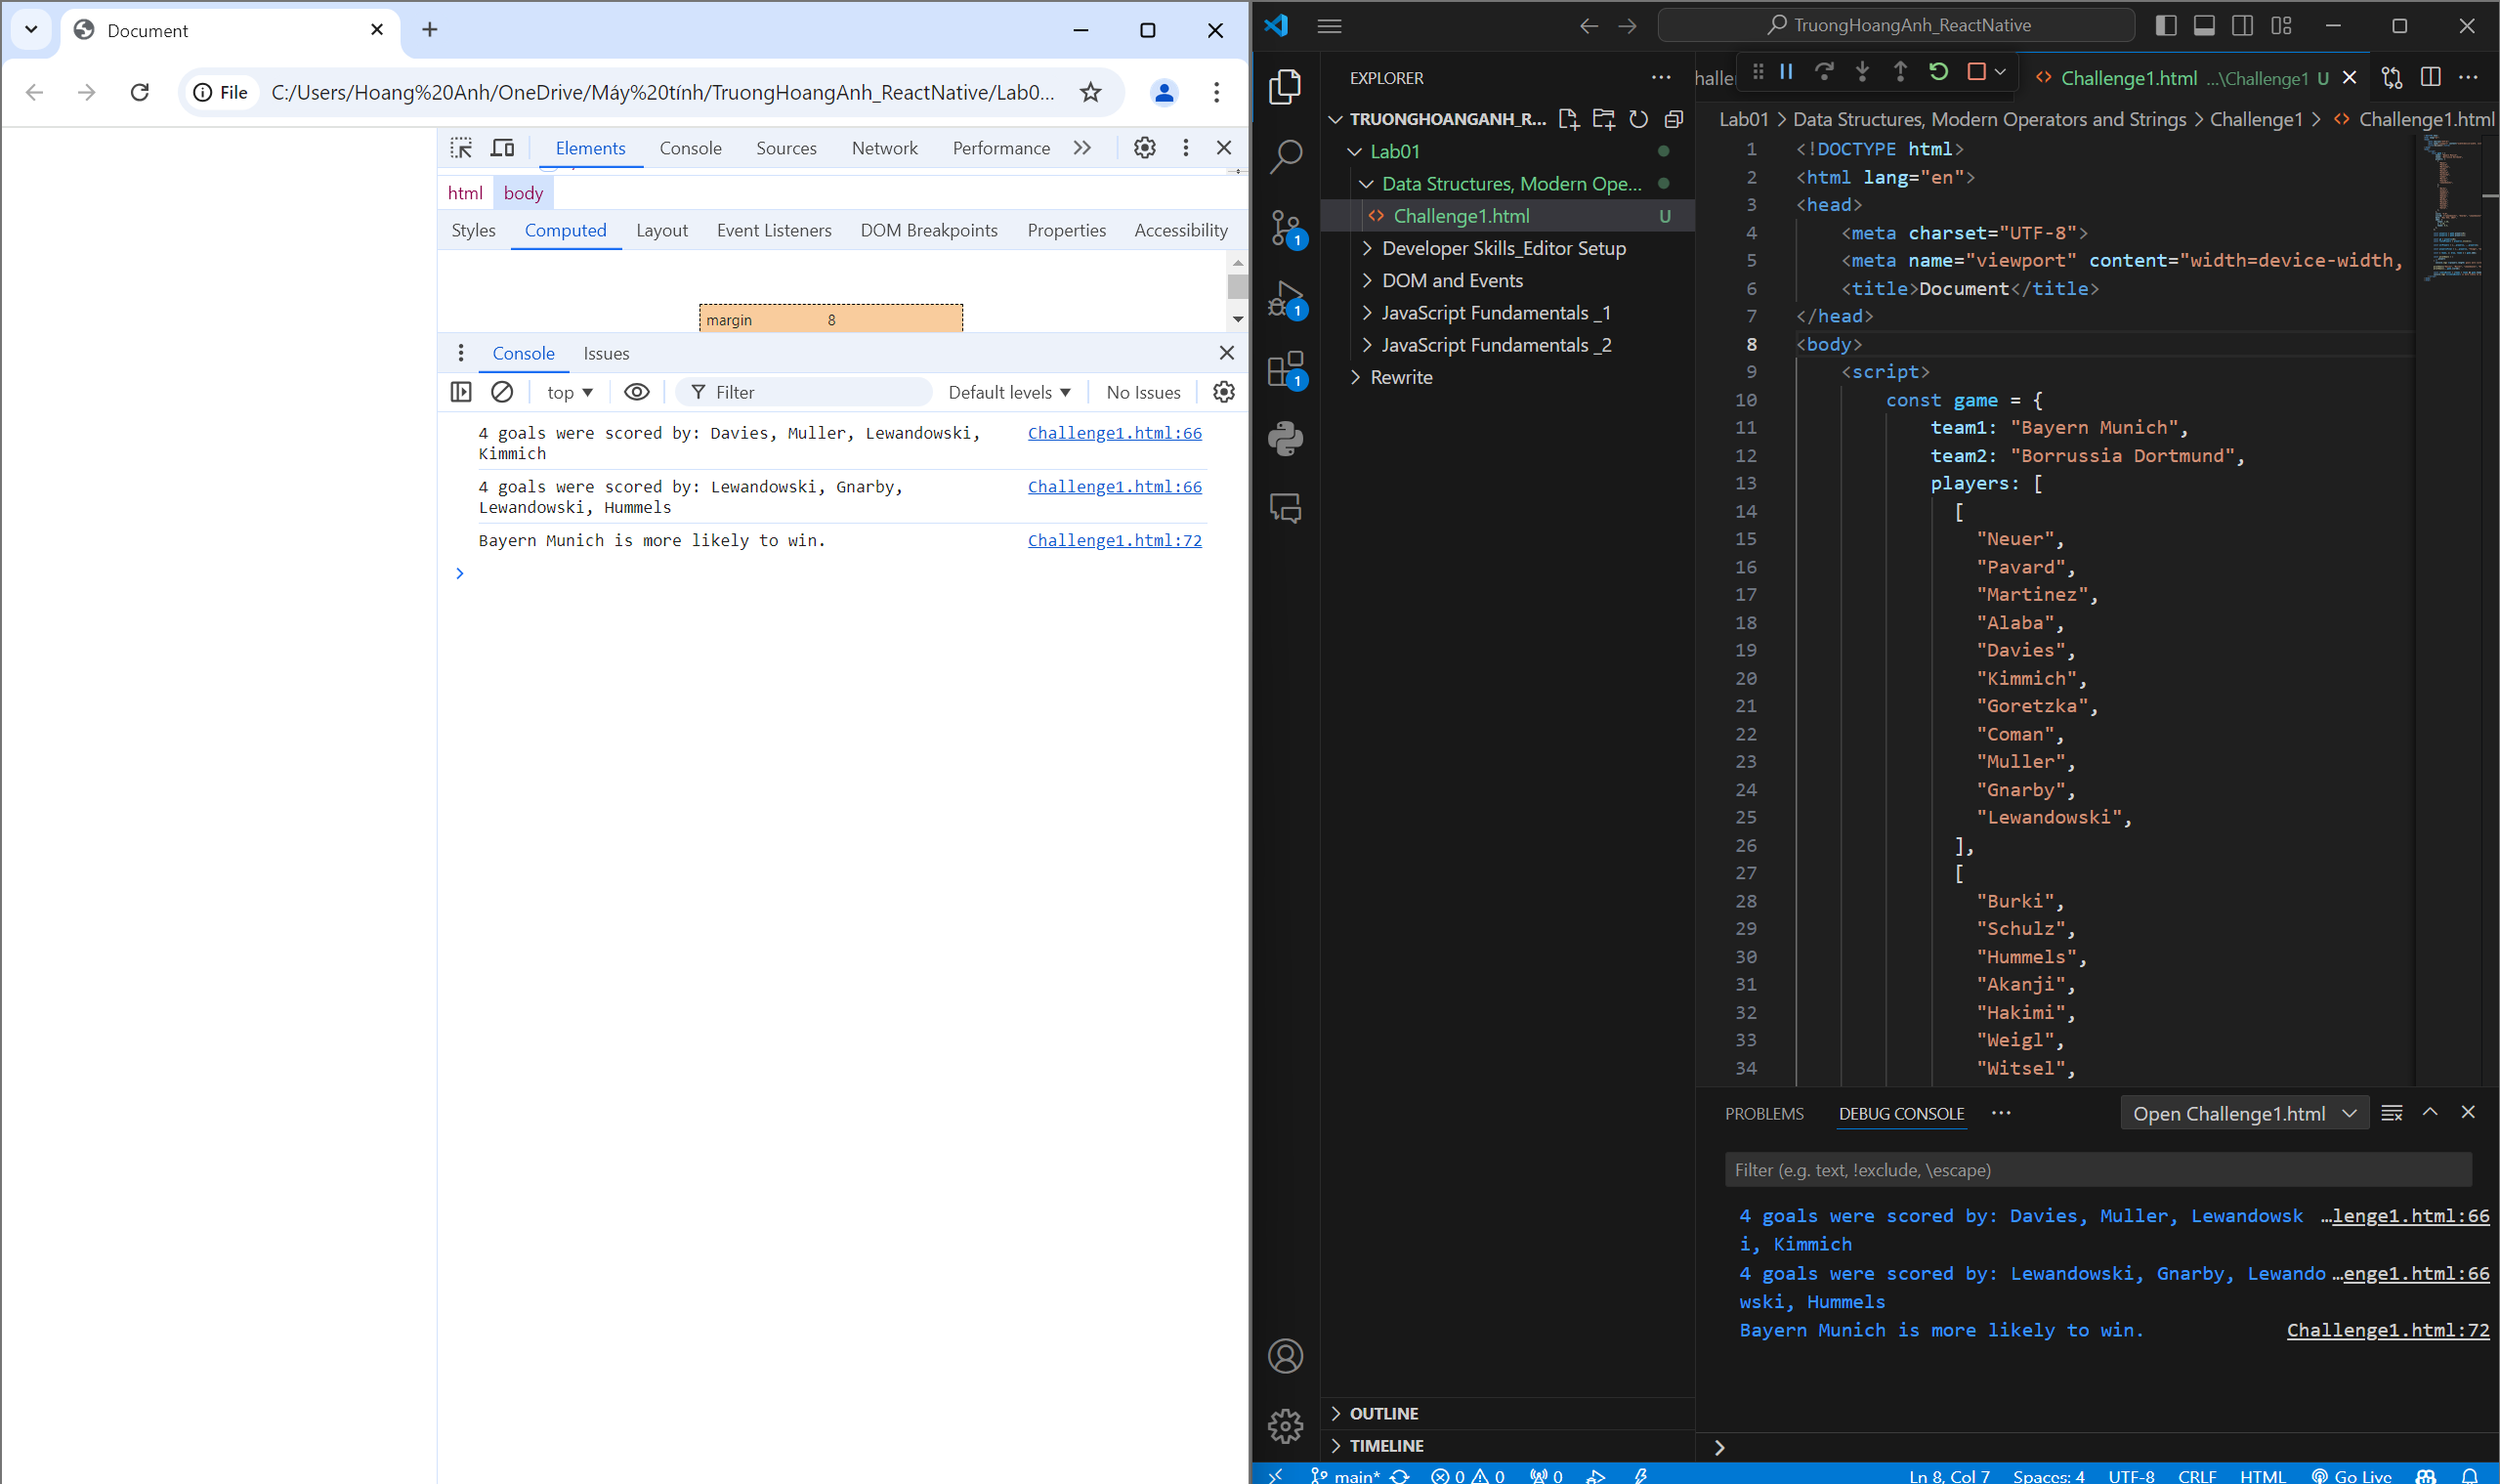 Document
File
C:/Users/Hoang%20Anh/OneDrive/Máy%20tính/TruongHoangAnh_ReactNative/Lab0...
Elements Console Sources Network Performance
html body
Styles Computed Layout Event Listeners DOM Breakpoints Properties Accessibility
margin 8
Console Issues
top Filter Default levels No Issues
4 goals were scored by: Davies, Muller, Lewandowski, Challenge1.html:66
Kimmich
4 goals were scored by: Lewandowski, Gnarby, Challenge1.html:66
Lewandowski, Hummels
Bayern Munich is more likely to win. Challenge1.html:72
TruongHoangAnh_ReactNative
EXPLORER
TRUONGHOANGANH_R...
Lab01
Data Structures, Modern Ope...
Challenge1.html U
Developer Skills_Editor Setup
DOM and Events
JavaScript Fundamentals _1
JavaScript Fundamentals _2
Rewrite
1
1
1
OUTLINE
TIMELINE
Challenge1.html ...\Challenge1 U
Lab01 > Data Structures, Modern Operators and Strings > Challenge1 > Challenge1.html
1 <!DOCTYPE html>
2 <html lang="en">
3 <head>
4 <meta charset="UTF-8">
5 <meta name="viewport" content="width=device-width,
6 <title>Document</title>
7 </head>
8 <body>
9 <script>
10 const game = {
11 team1: "Bayern Munich",
12 team2: "Borrussia Dortmund",
13 players: [
14 [
15 "Neuer",
16 "Pavard",
17 "Martinez",
18 "Alaba",
19 "Davies",
20 "Kimmich",
21 "Goretzka",
22 "Coman",
23 "Muller",
24 "Gnarby",
25 "Lewandowski",
26 ],
27 [
28 "Burki",
29 "Schulz",
30 "Hummels",
31 "Akanji",
32 "Hakimi",
33 "Weigl",
34 "Witsel",
PROBLEMS DEBUG CONSOLE ... Open Challenge1.html
Filter (e.g. text, !exclude, \escape)
4 goals were scored by: Davies, Muller, Lewandowsk …lenge1.html:66
i, Kimmich
4 goals were scored by: Lewandowski, Gnarby, Lewando …enge1.html:66
wski, Hummels
Bayern Munich is more likely to win. Challenge1.html:72
main* 0 0 0 Ln 8, Col 7 Spaces: 4 UTF-8 CRLF HTML Go Live